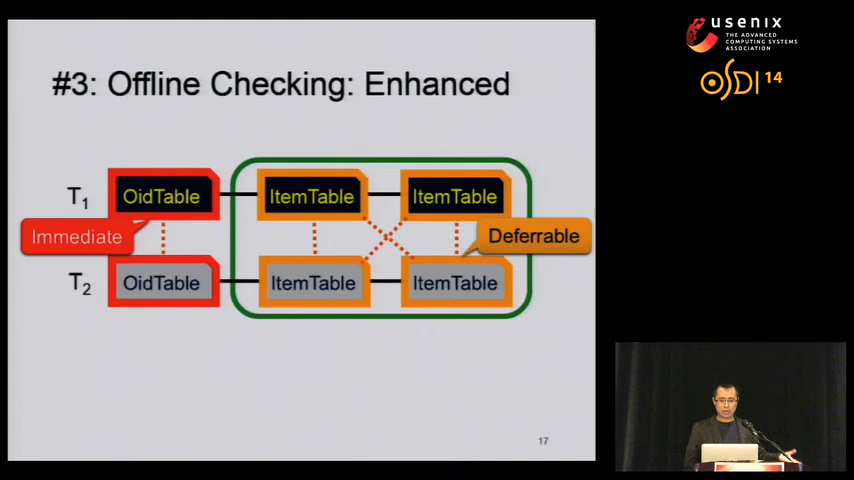 usenix
THE ADVANCED
COMPUTING SYSTEMS
ASSOCIATION
OSDI 14
#3: Offline Checking: Enhanced
T1 OidTable ItemTable ItemTable
Immediate Deferrable
T2 OidTable ItemTable ItemTable
17